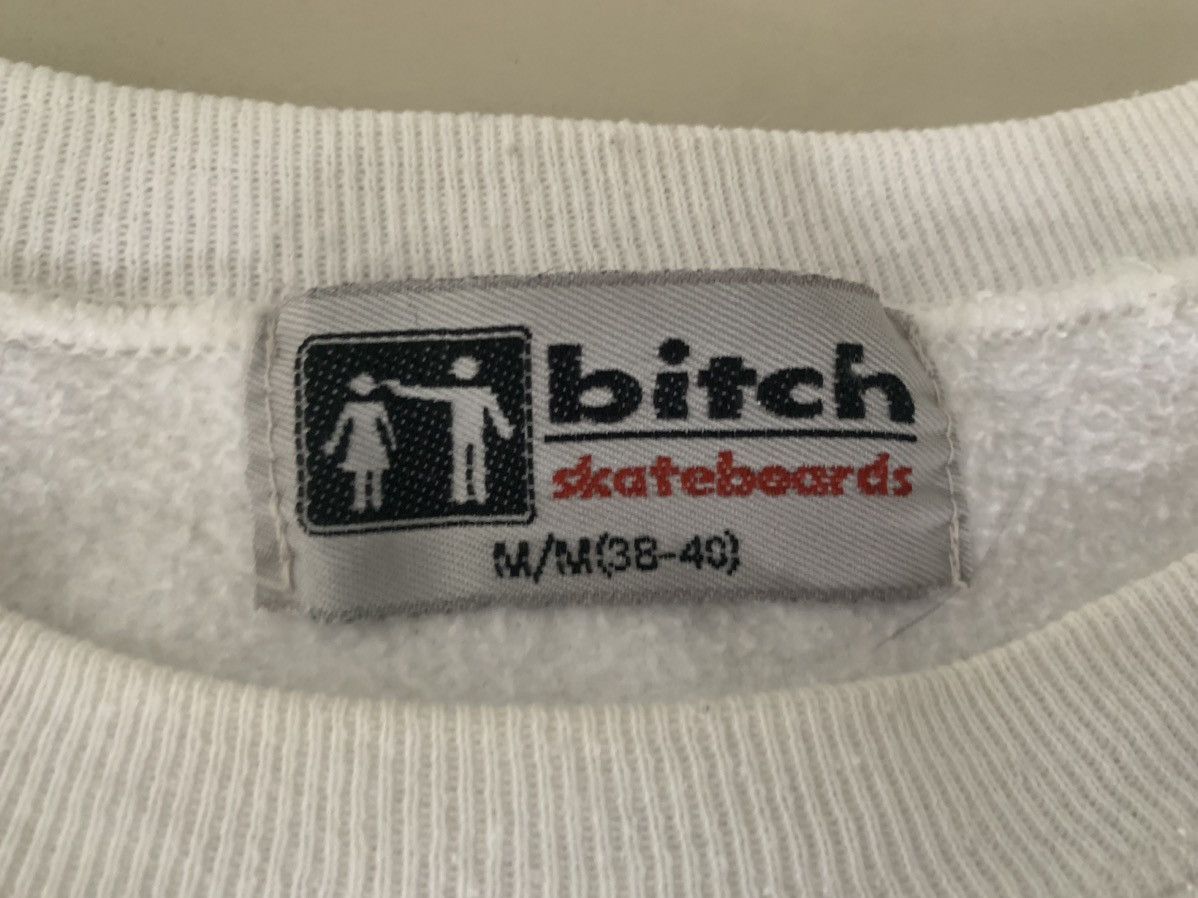 bitch
skateboards
M/M(38-40)